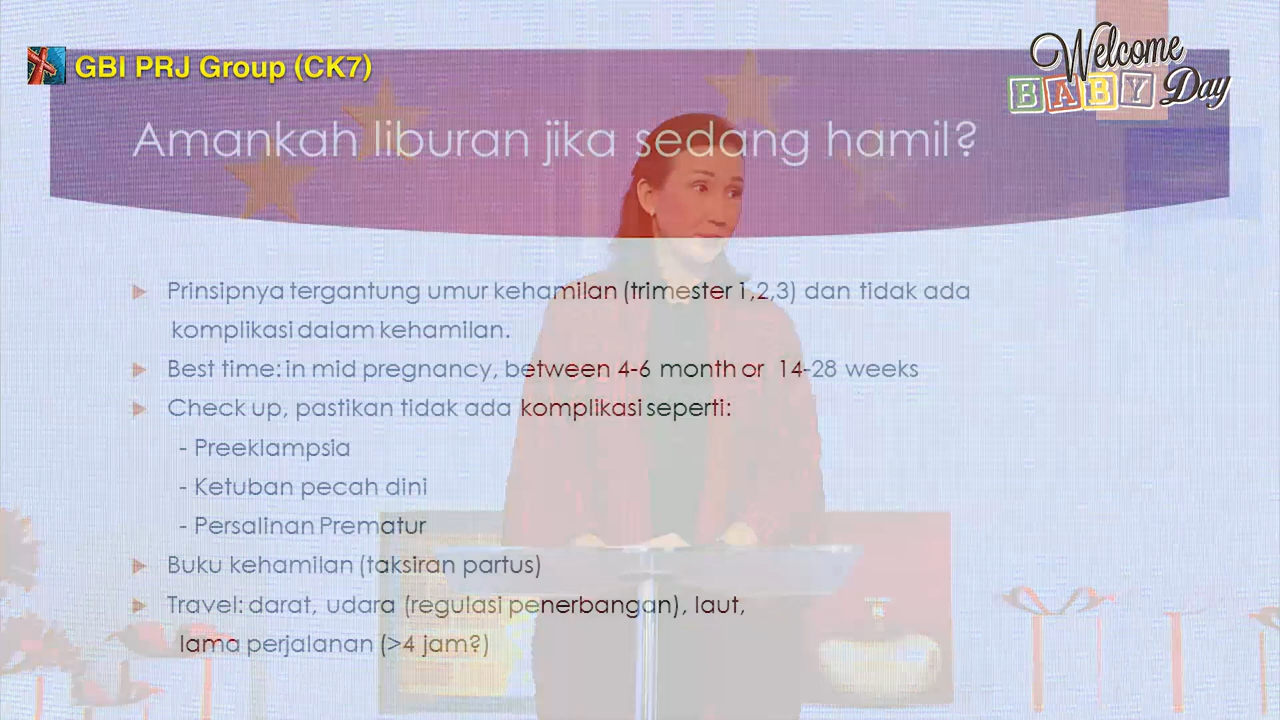 GBI PRJ Group (CK7)
Welcome
BABY Day
Amankah liburan jika sedang hamil?
Prinsipnya tergantung umur kehamilan (trimester 1,2,3) dan tidak ada
komplikasi dalam kehamilan.
Best time: in mid pregnancy, between 4-6 month or 14-28 weeks
Check up, pastikan tidak ada komplikasi seperti:
- Preeklampsia
- Ketuban pecah dini
- Persalinan Prematur
Buku kehamilan (taksiran partus)
Travel: darat, udara (regulasi penerbangan), laut,
lama perjalanan (>4 jam?)